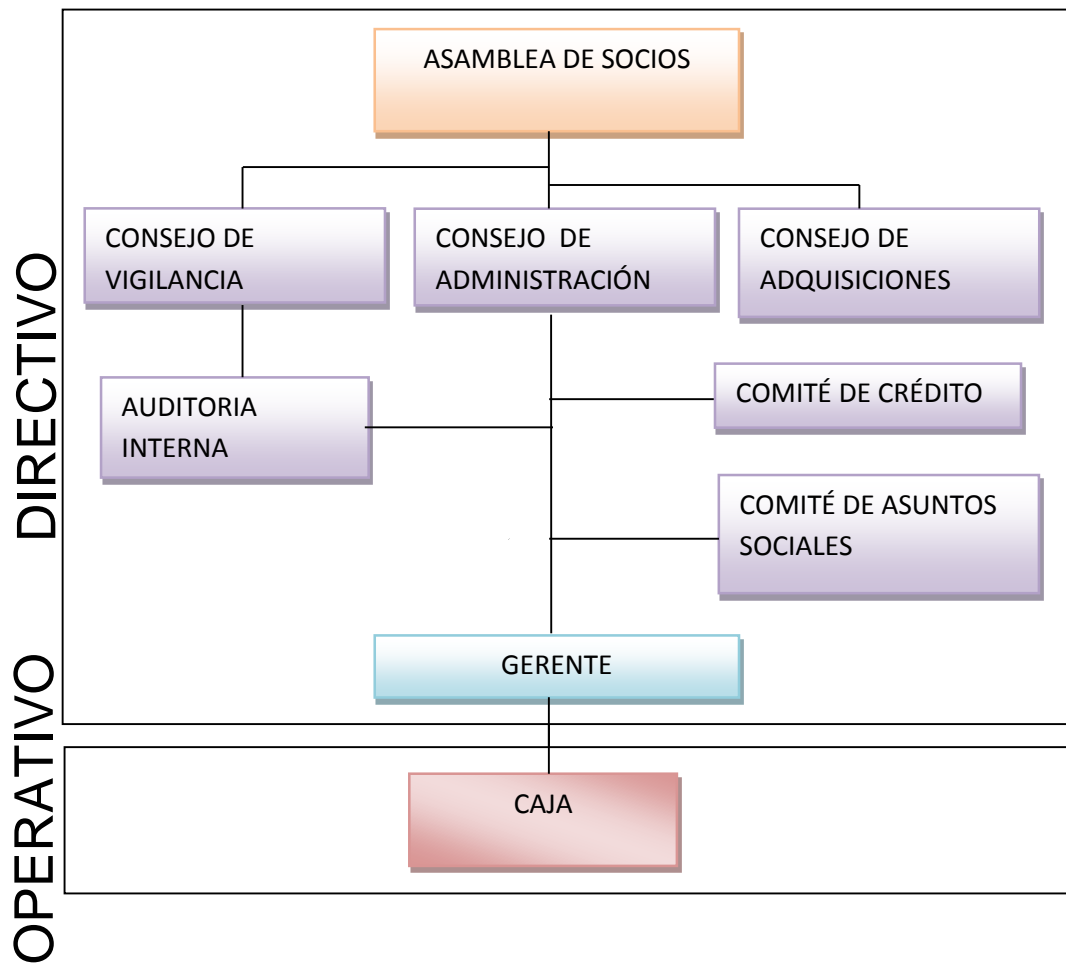 ASAMBLEA DE SOCIOS
CONSEJO DE
VIGILANCIA
CONSEJO DE
ADMINISTRACIÓN
CONSEJO DE
ADQUISICIONES
AUDITORIA
INTERNA
COMITÉ DE CRÉDITO
COMITÉ DE ASUNTOS
SOCIALES
GERENTE
CAJA
DIRECTIVO
OPERATIVO